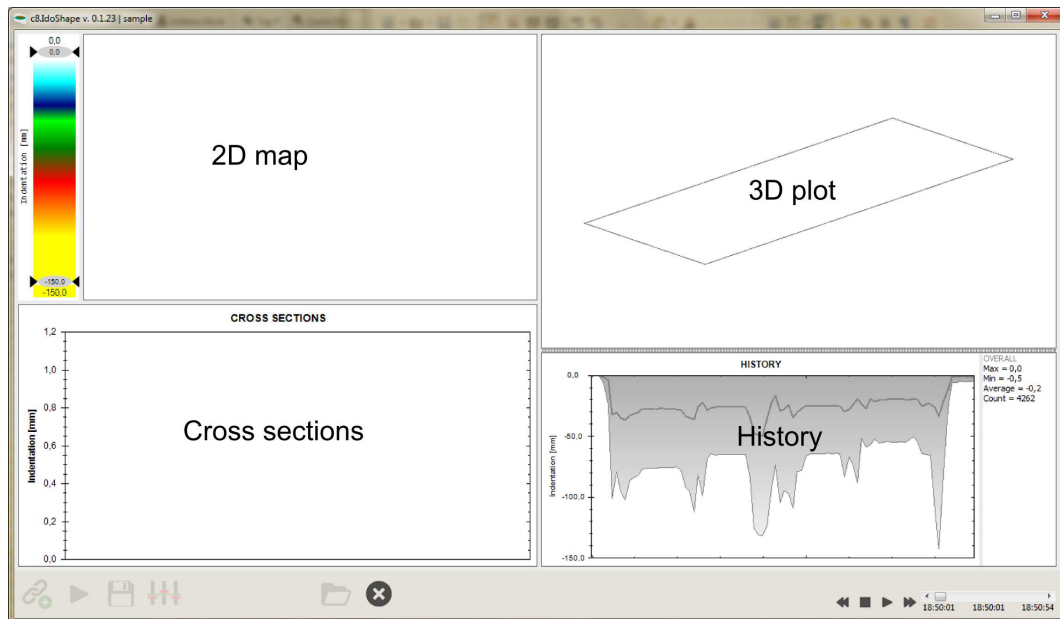 c8.IdoShape v. 0.1.23 | sample
0,0
0.0
Indentation [mm]
-150.0
-150.0
2D map
3D plot
CROSS SECTIONS
1,2
1,0
0,8
0,6
0,4
0,2
0,0
Indentation [mm]
Cross sections
HISTORY
0,0
-50.0
-100.0
-150.0
Indentation [mm]
History
OVERALL
Max = 0,0
Min = -0,5
Average = -0,2
Count = 4262
18:50:01
18:50:01
18:50:54